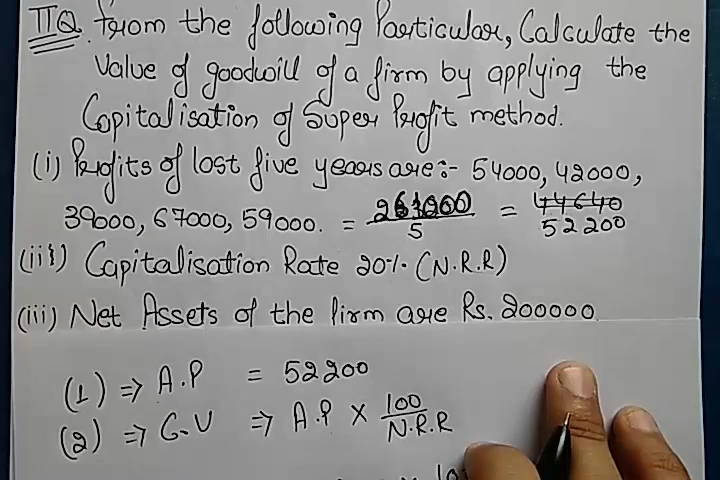 IIQ. From the following Particular, Calculate the
Value of goodwill of a firm by applying the
Capitalisation of Super Profit method.
(i) Profits of last five years are:- 54000, 42000,
39000, 67000, 59000. = 261000/5 = 44640
52200
(ii) Capitalisation Rate 20% (N.R.R)
(iii) Net Assets of the firm are Rs. 200000
(1) => A.P = 52200
(2) => G.V => A.P × 100/N.R.R